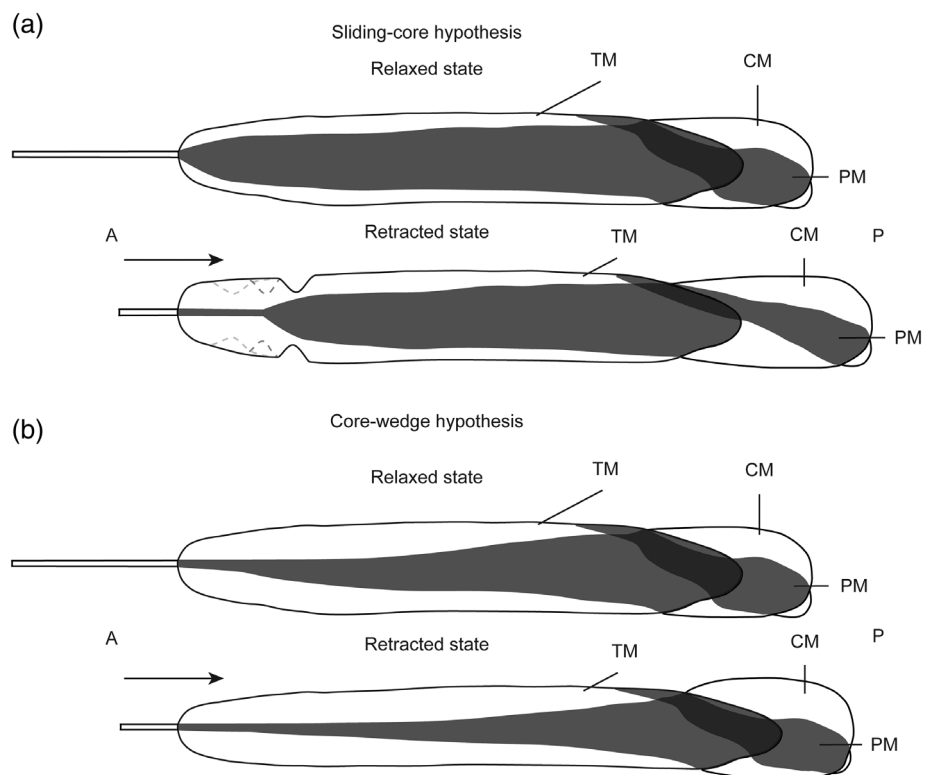 (a)
Sliding-core hypothesis
Relaxed state
TM
CM
PM
A
Retracted state
TM
CM
P
PM
(b)
Core-wedge hypothesis
Relaxed state
TM
CM
PM
A
Retracted state
TM
CM
P
PM